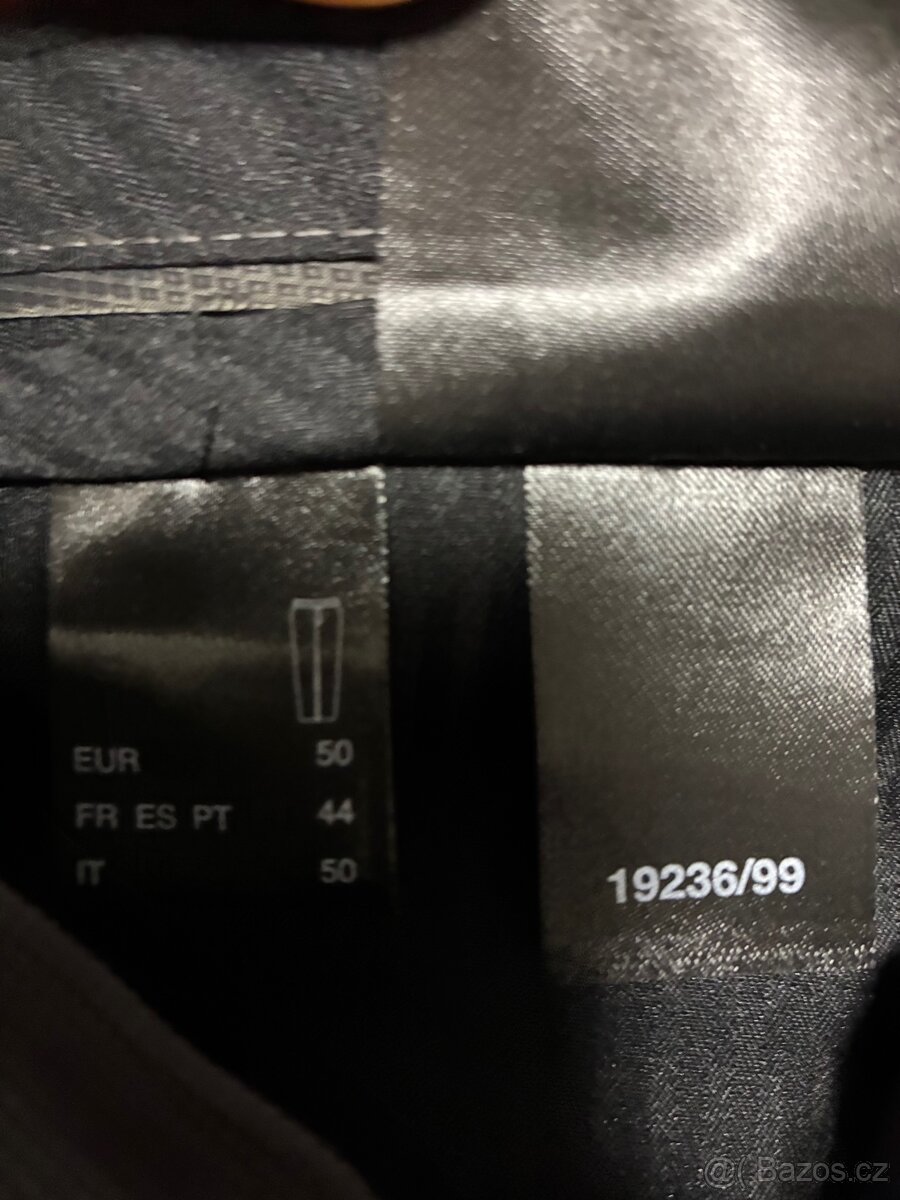 EUR 50
FR ES PT 44
IT 50
19236/99
@( Bazos.cz